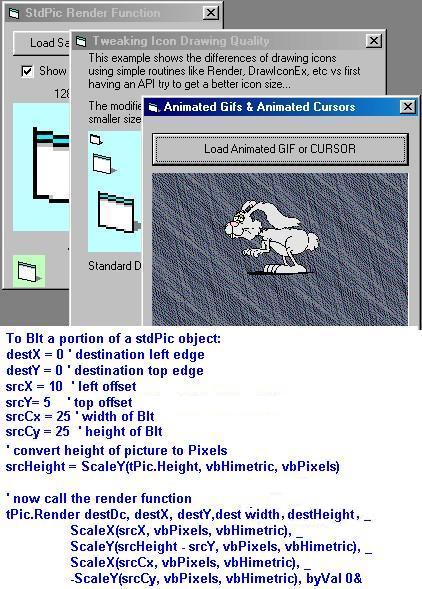 StdPic Render Function
Load Sa
Show
128
Tweaking Icon Drawing Quality
This example shows the differences of drawing icons
using simple routines like Render, DrawIconEx, etc vs first
having an API try to get a better icon size...
The modifie
smaller size
Standard D
Animated Gifs & Animated Cursors
Load Animated GIF or CURSOR
To Blt a portion of a stdPic object:
destX = 0 ' destination left edge
destY = 0 ' destination top edge
srcX = 10 ' left offset
srcY= 5 ' top offset
srcCx = 25 ' width of Blt
srcCy = 25 ' height of Blt
' convert height of picture to Pixels
srcHeight = ScaleY(tPic.Height, vbHimetric, vbPixels)
' now call the render function
tPic.Render destDc, destX, destY,dest width, destHeight, _
ScaleX(srcX, vbPixels, vbHimetric), _
ScaleY(srcHeight - srcY, vbPixels, vbHimetric), _
ScaleX(srcCx, vbPixels, vbHimetric), _
-ScaleY(srcCy, vbPixels, vbHimetric), byVal 0&